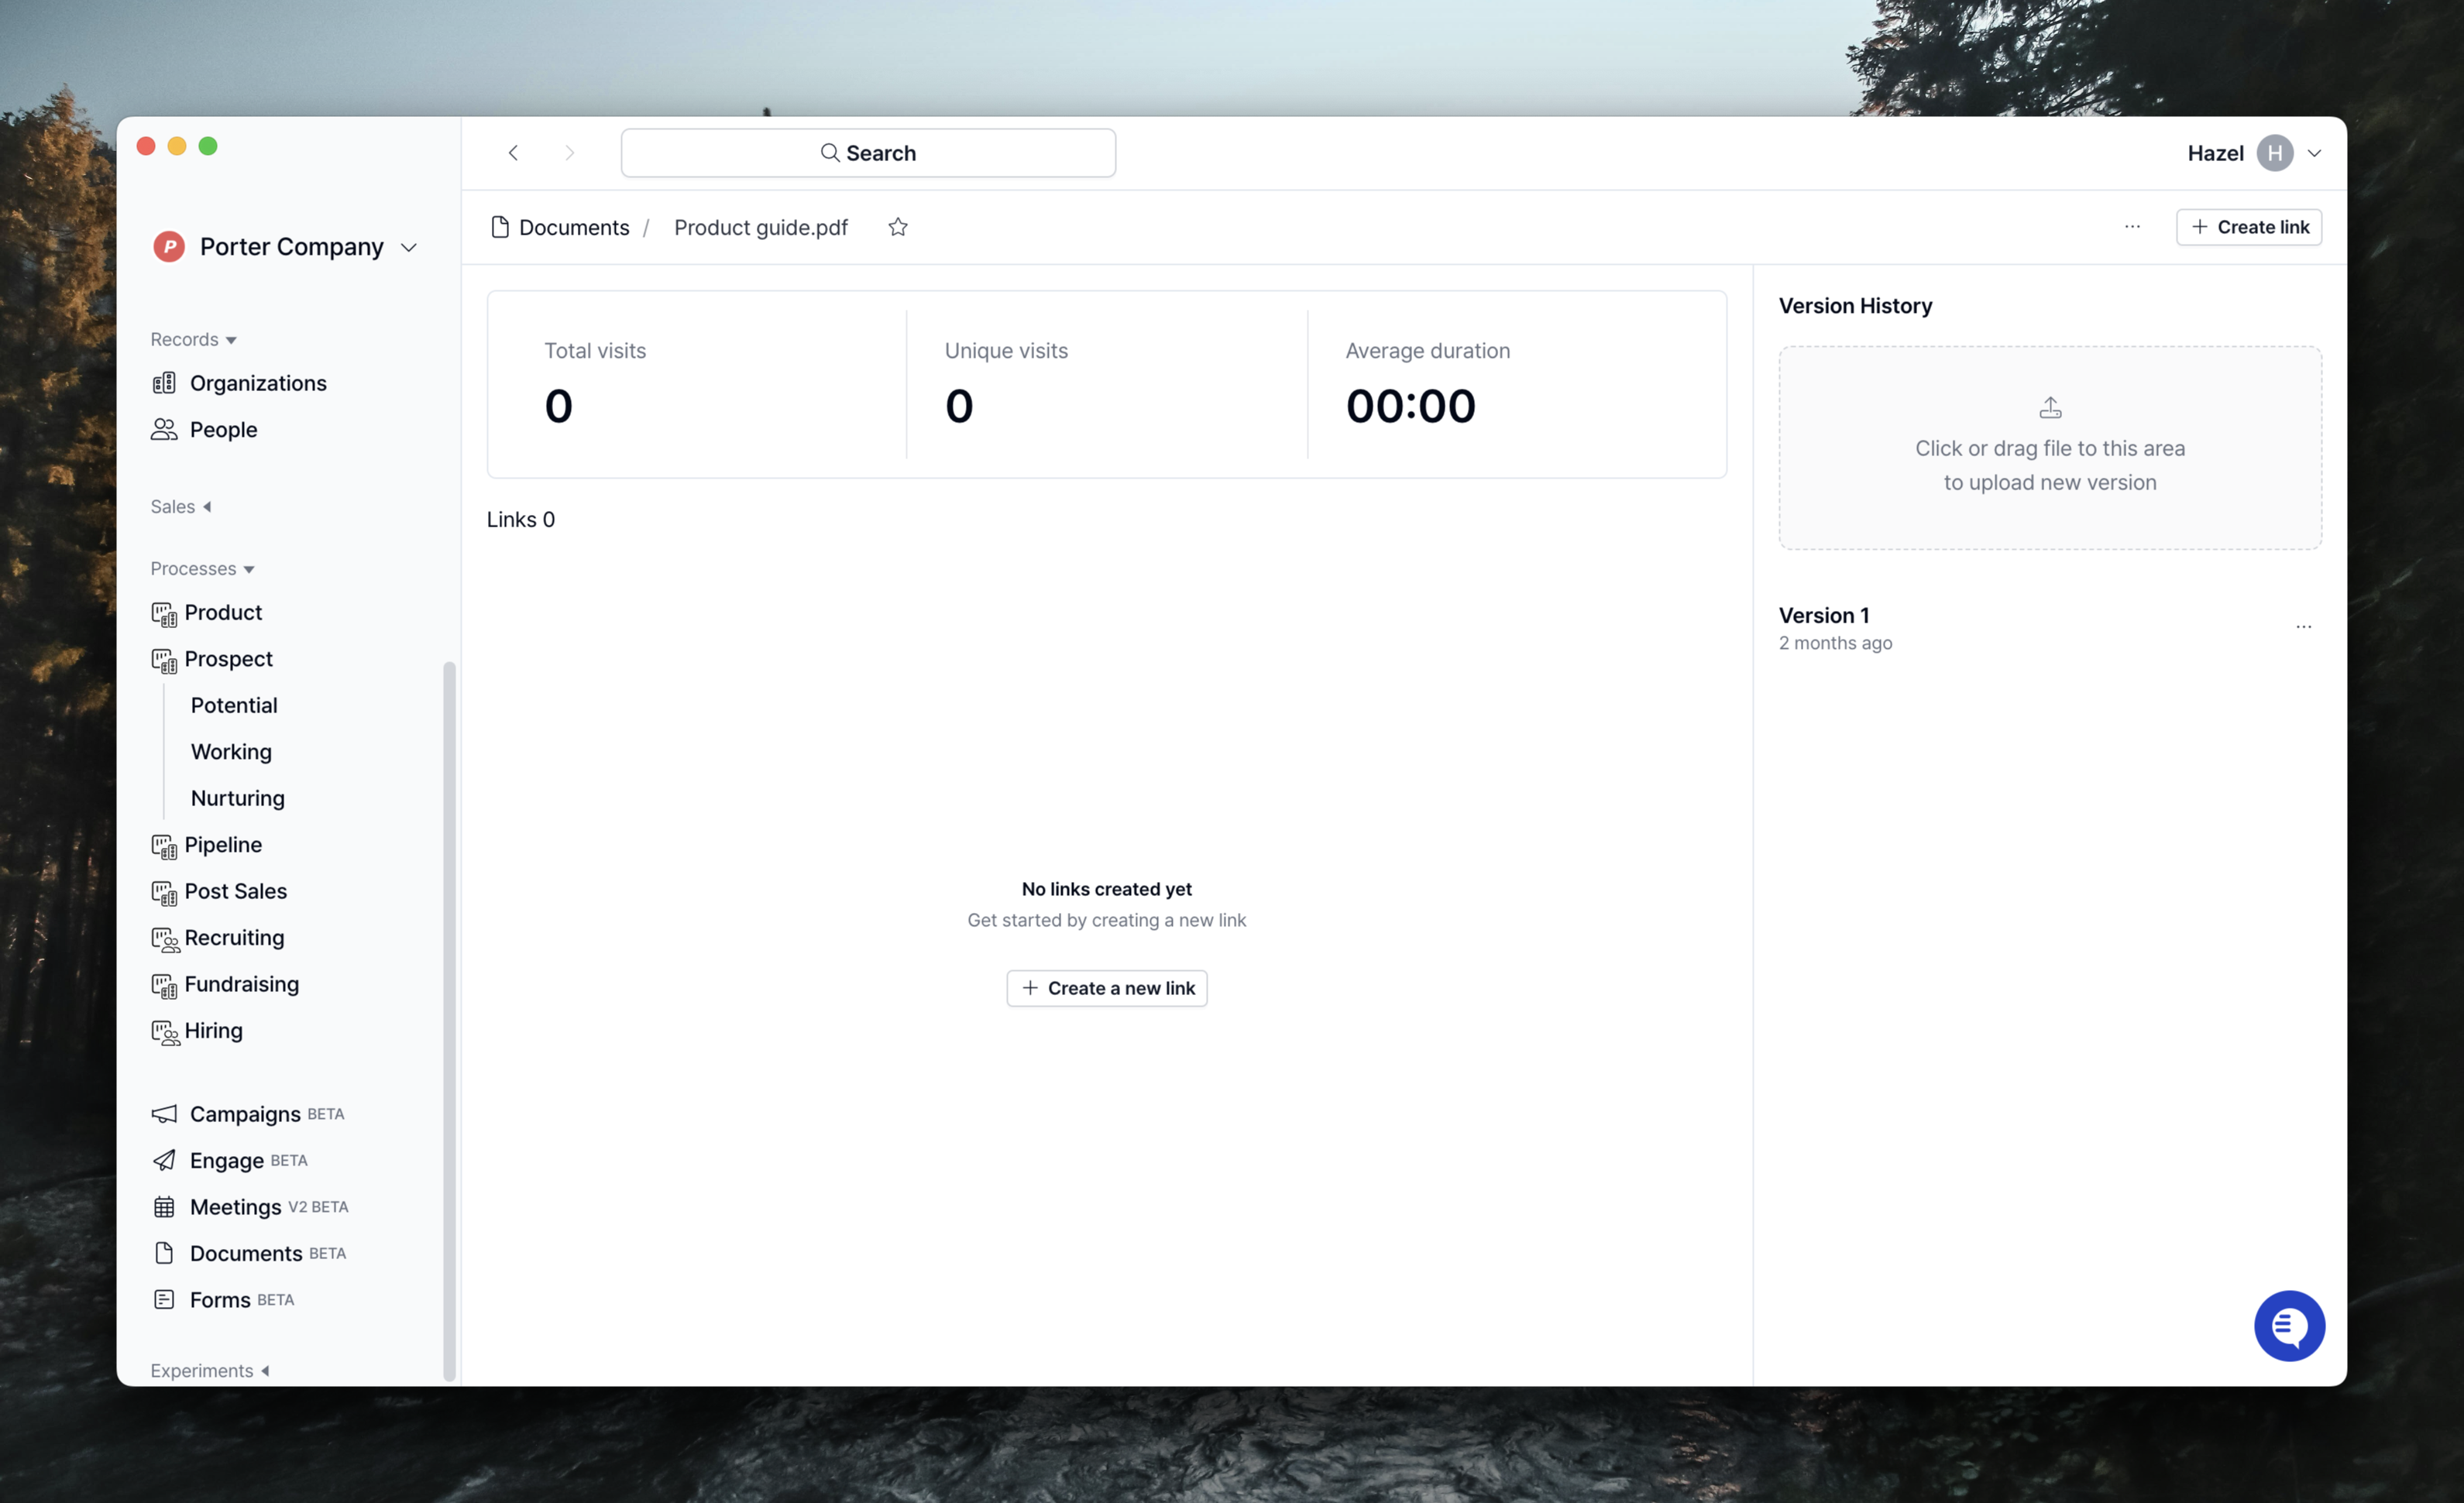 Search
Hazel H
P Porter Company
Documents / Product guide.pdf
... + Create link
Records
Organizations
People
Sales
Processes
Product
Prospect
Potential
Working
Nurturing
Pipeline
Post Sales
Recruiting
Fundraising
Hiring
Campaigns BETA
Engage BETA
Meetings V2 BETA
Documents BETA
Forms BETA
Experiments
Total visits
0
Unique visits
0
Average duration
00:00
Links 0
No links created yet
Get started by creating a new link
+ Create a new link
Version History
Click or drag file to this area
to upload new version
Version 1
...
2 months ago